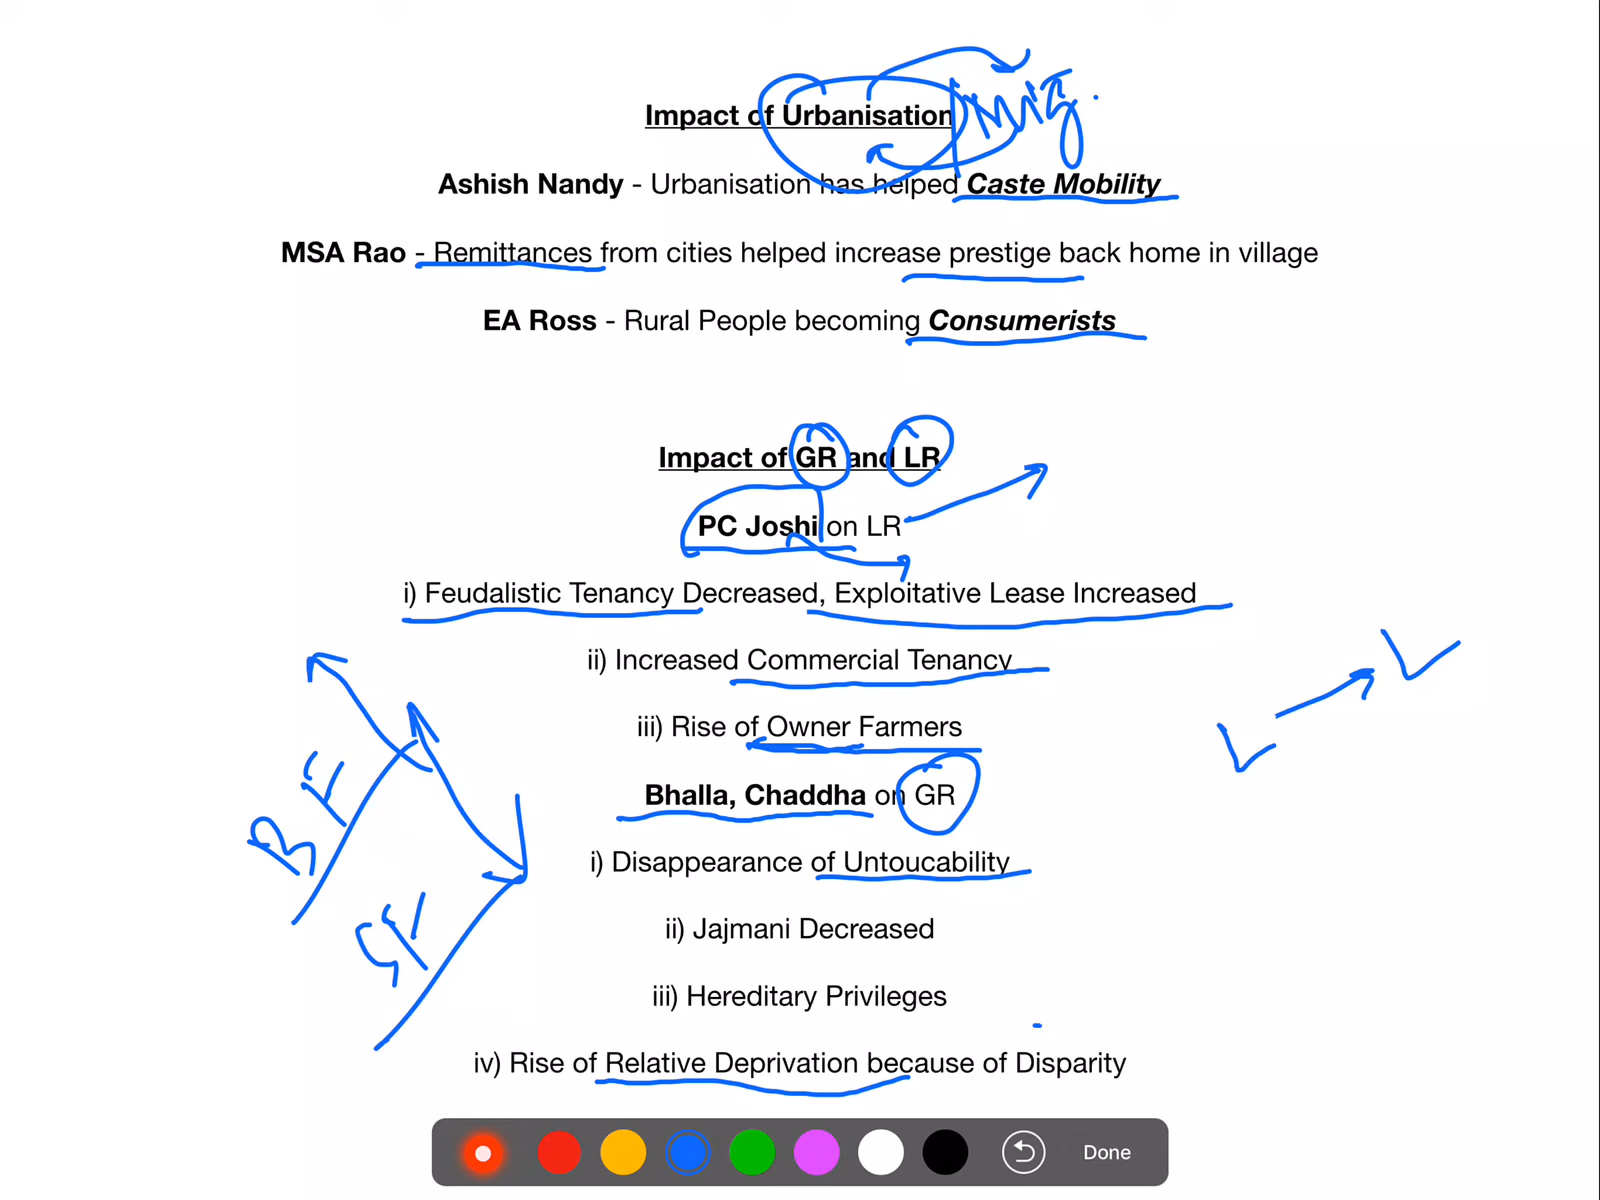 Impact of Urbanisation
Mig.
Ashish Nandy - Urbanisation has helped Caste Mobility
MSA Rao - Remittances from cities helped increase prestige back home in village
EA Ross - Rural People becoming Consumerists
Impact of GR and LR
PC Joshi on LR
i) Feudalistic Tenancy Decreased, Exploitative Lease Increased
ii) Increased Commercial Tenancy
iii) Rise of Owner Farmers
L L
BF
Bhalla, Chaddha on GR
i) Disappearance of Untoucability
SF
ii) Jajmani Decreased
iii) Hereditary Privileges
iv) Rise of Relative Deprivation because of Disparity
Done